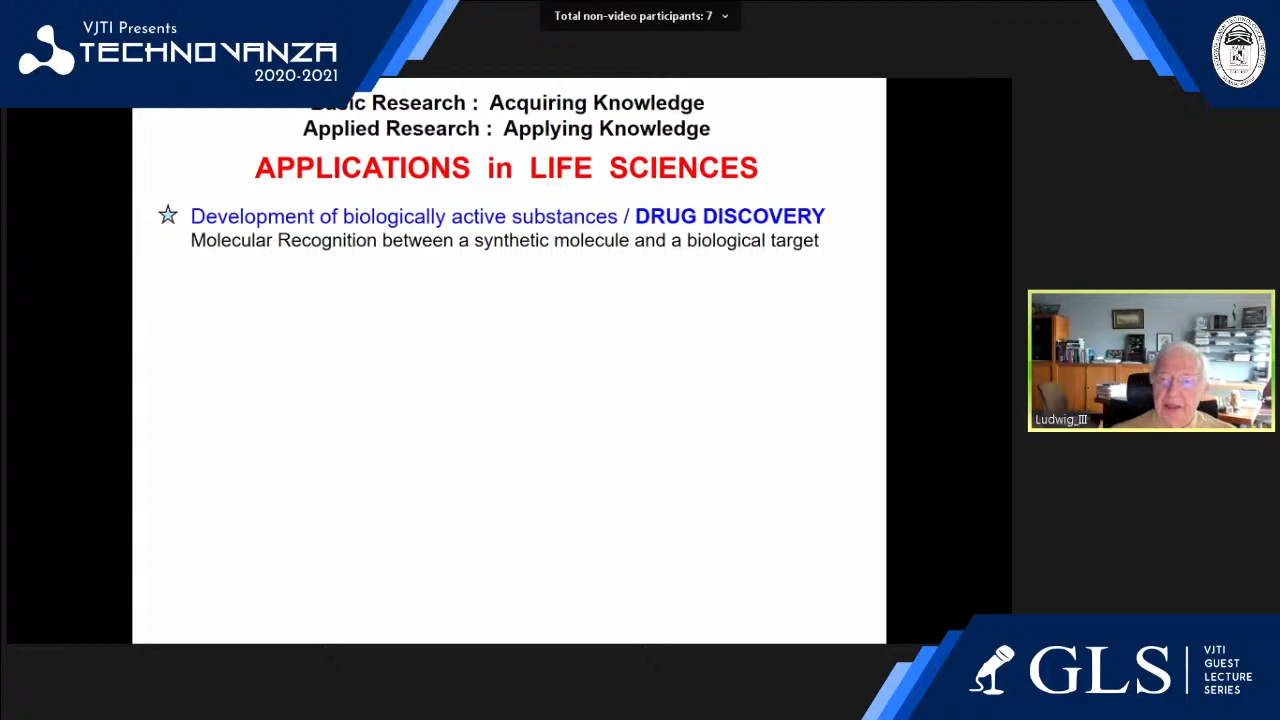 Total non-video participants: 7
VJTI Presents
TECHNOVANZA
2020-2021
Basic Research : Acquiring Knowledge
Applied Research : Applying Knowledge
APPLICATIONS in LIFE SCIENCES
Development of biologically active substances / DRUG DISCOVERY
Molecular Recognition between a synthetic molecule and a biological target
Ludwig_III
GLS
VJTI
GUEST
LECTURE
SERIES